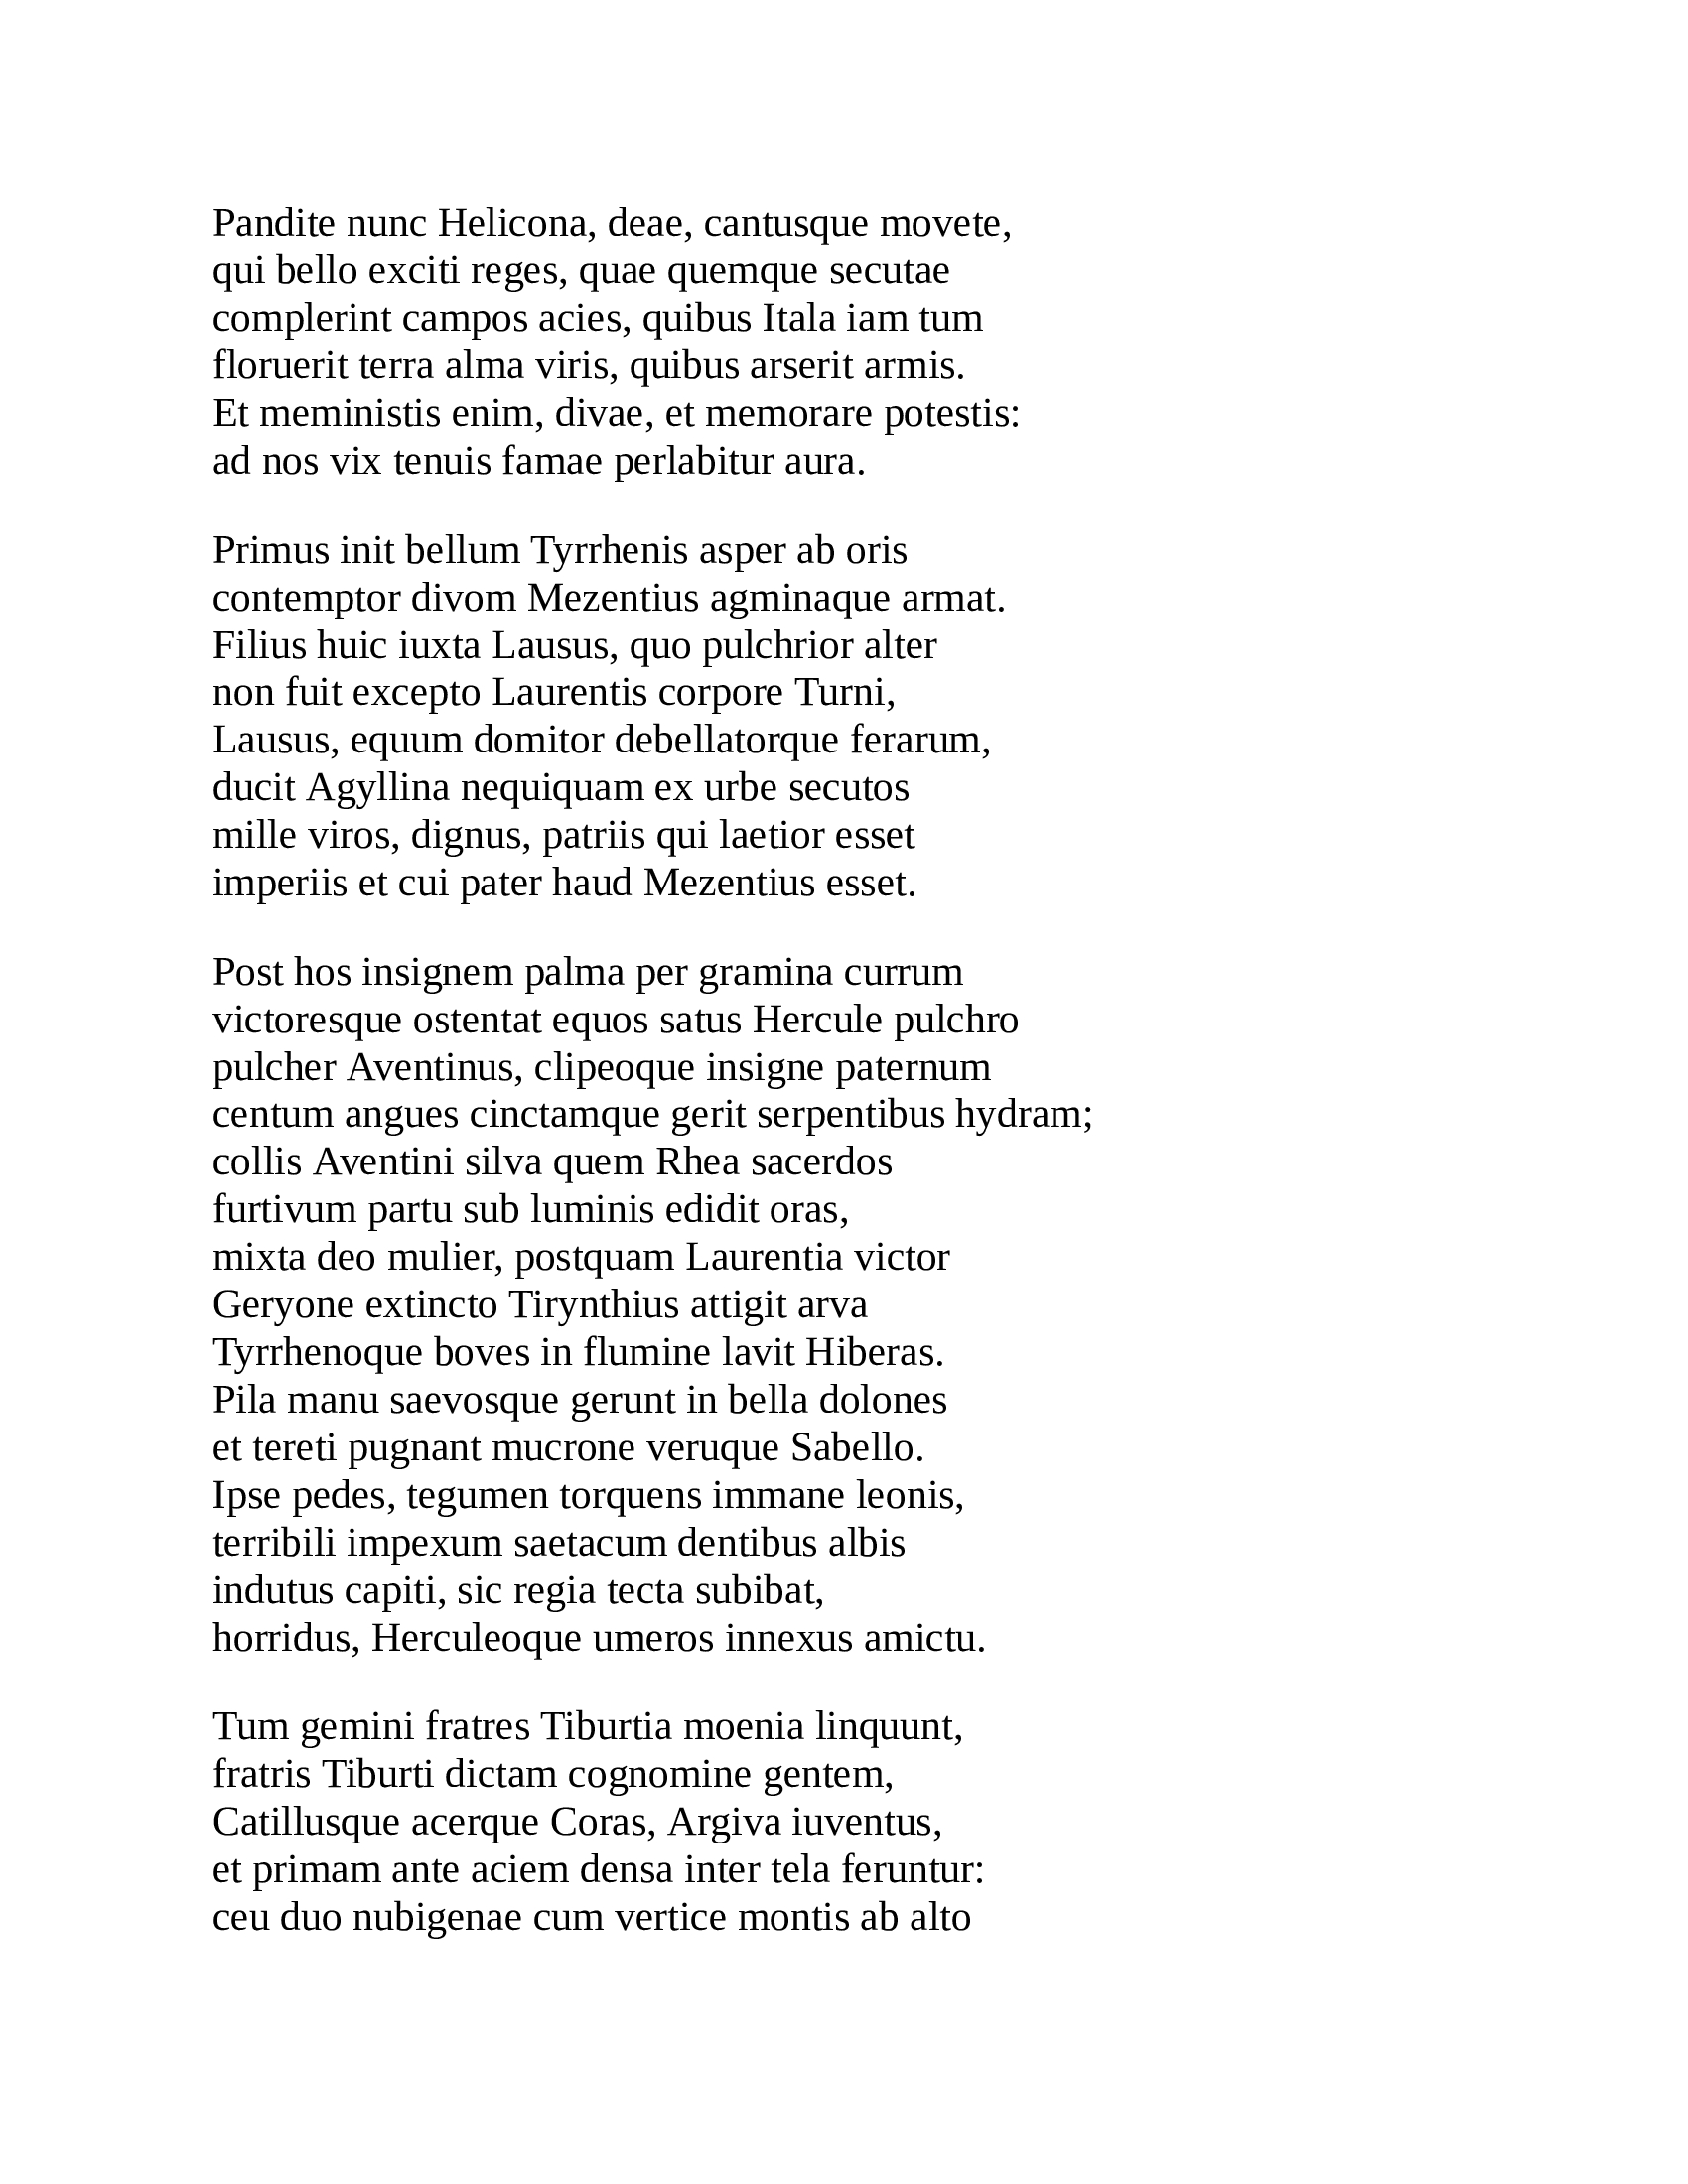 Pandite nunc Helicona, deae, cantusque movete,
qui bello exciti reges, quae quemque secutae
complerint campos acies, quibus Itala iam tum
floruerit terra alma viris, quibus arserit armis.
Et meministis enim, divae, et memorare potestis:
ad nos vix tenuis famae perlabitur aura.

Primus init bellum Tyrrhenis asper ab oris
contemptor divom Mezentius agminaque armat.
Filius huic iuxta Lausus, quo pulchrior alter
non fuit excepto Laurentis corpore Turni,
Lausus, equum domitor debellatorque ferarum,
ducit Agyllina nequiquam ex urbe secutos
mille viros, dignus, patriis qui laetior esset
imperiis et cui pater haud Mezentius esset.

Post hos insignem palma per gramina currum
victoresque ostentat equos satus Hercule pulchro
pulcher Aventinus, clipeoque insigne paternum
centum angues cinctamque gerit serpentibus hydram;
collis Aventini silva quem Rhea sacerdos
furtivum partu sub luminis edidit oras,
mixta deo mulier, postquam Laurentia victor
Geryone extincto Tirynthius attigit arva
Tyrrhenoque boves in flumine lavit Hiberas.
Pila manu saevosque gerunt in bella dolones
et tereti pugnant mucrone veruque Sabello.
Ipse pedes, tegumen torquens immane leonis,
terribili impexum saetacum dentibus albis
indutus capiti, sic regia tecta subibat,
horridus, Herculeoque umeros innexus amictu.

Tum gemini fratres Tiburtia moenia linquunt,
fratris Tiburti dictam cognomine gentem,
Catillusque acerque Coras, Argiva iuventus,
et primam ante aciem densa inter tela feruntur:
ceu duo nubigenae cum vertice montis ab alto